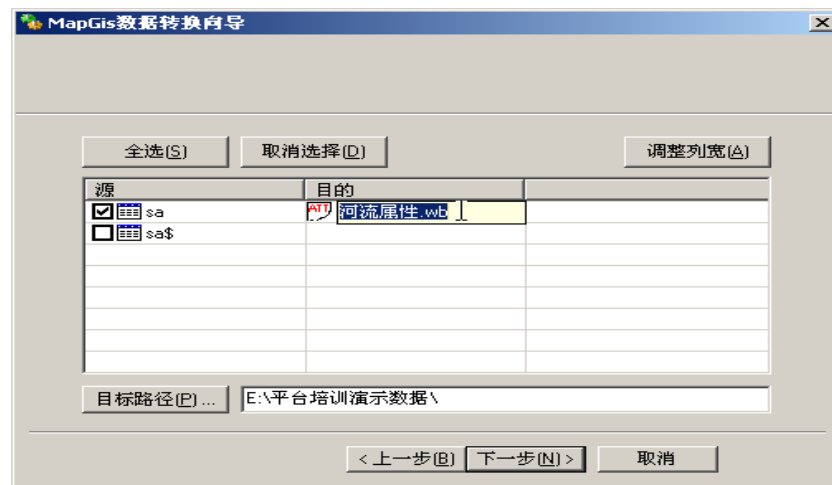 MapGis数据转换向导
全选(S) 取消选择(D) 调整列宽(A)
源 目的
sa ATT 河流属性.wb
sa$
目标路径(P)... E:\平台培训演示数据\
<上一步(B) 下一步(N)> 取消